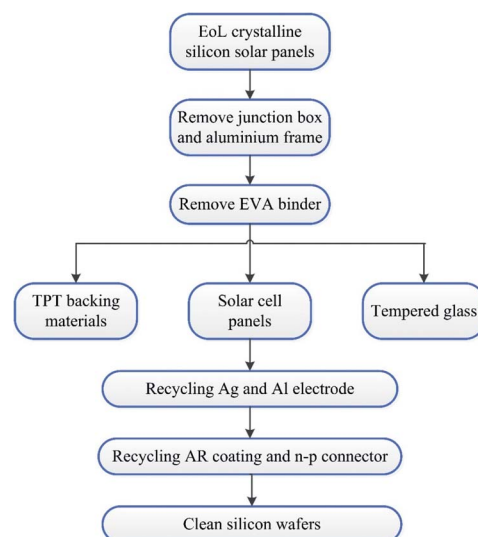 EoL crystalline
silicon solar panels
Remove junction box
and aluminium frame
Remove EVA binder
TPT backing
materials
Solar cell
panels
Tempered glass
Recycling Ag and Al electrode
Recycling AR coating and n-p connector
Clean silicon wafers